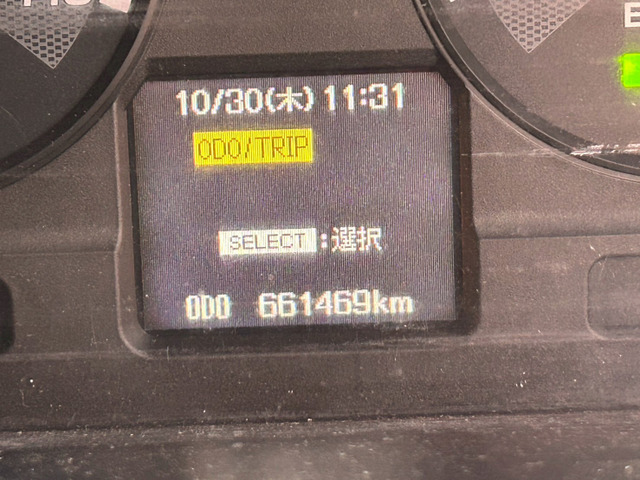 10/30(木) 11:31
ODO/TRIP
SELECT :選択
ODO 661469km
E